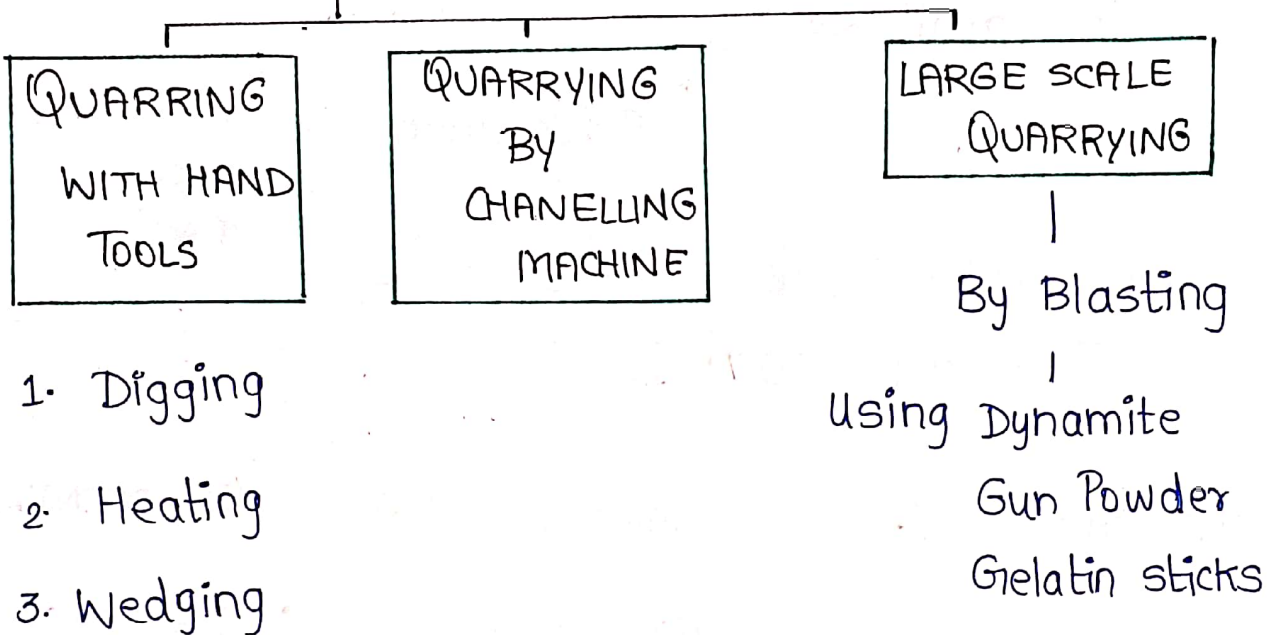 QUARRING
WITH HAND
TOOLS
QUARRYING
BY
CHANELLING
MACHINE
LARGE SCALE
QUARRYING
By Blasting
Using Dynamite
Gun Powder
Gelatin sticks
1. Digging
2. Heating
3. Wedging